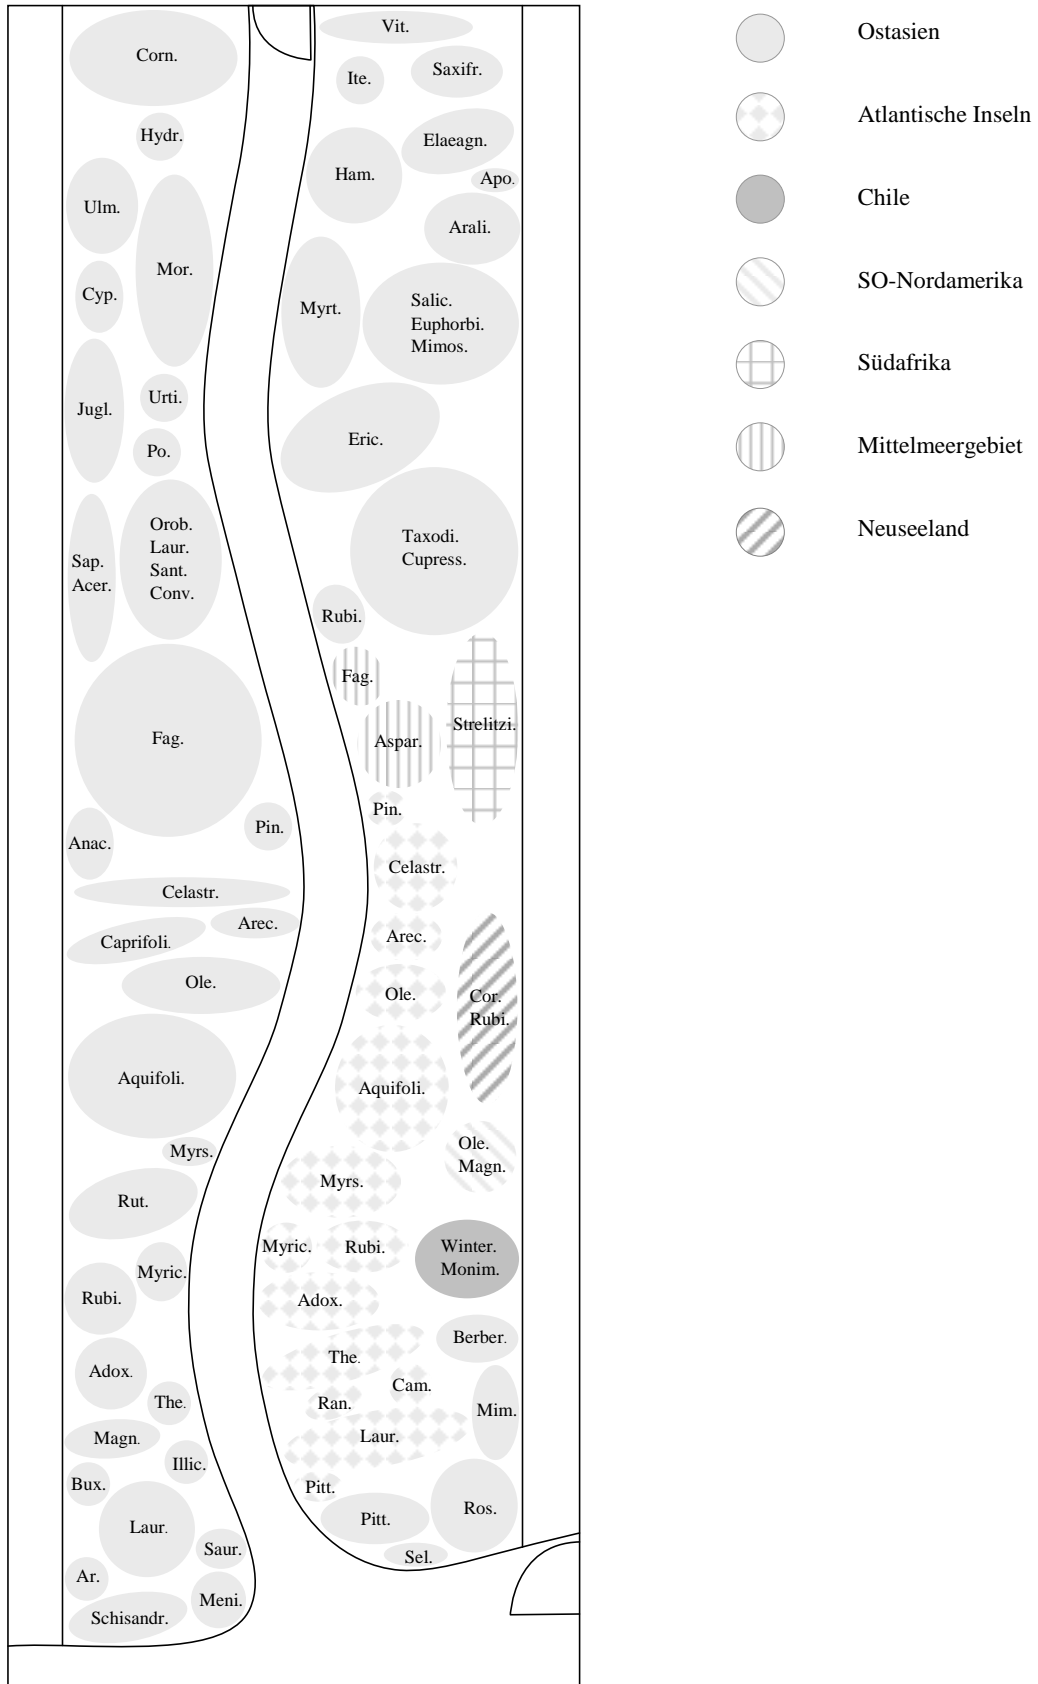 Corn.
Hydr.
Ulm.
Mor.
Cyp.
Jugl.
Urti.
Po.
Orob.
Laur.
Sant.
Conv.
Sap.
Acer.
Fag.
Pin.
Anac.
Celastr.
Arec.
Caprifoli.
Ole.
Aquifoli.
Myrs.
Rut.
Myric.
Rubi.
Adox.
The.
Magn.
Illic.
Bux.
Laur.
Saur.
Ar.
Meni.
Schisandr.
Vit.
Ite.
Saxifr.
Elaeagn.
Ham.
Apo.
Arali.
Myrt.
Salic.
Euphorbi.
Mimos.
Eric.
Taxodi.
Cupress.
Rubi.
Fag.
Strelitzi.
Aspar.
Pin.
Celastr.
Arec.
Ole.
Cor.
Rubi.
Aquifoli.
Ole.
Magn.
Myrs.
Myric.
Rubi.
Winter.
Monim.
Adox.
Berber.
The.
Cam.
Ran.
Mim.
Laur.
Pitt.
Pitt.
Ros.
Sel.
Ostasien
Atlantische Inseln
Chile
SO-Nordamerika
Südafrika
Mittelmeergebiet
Neuseeland